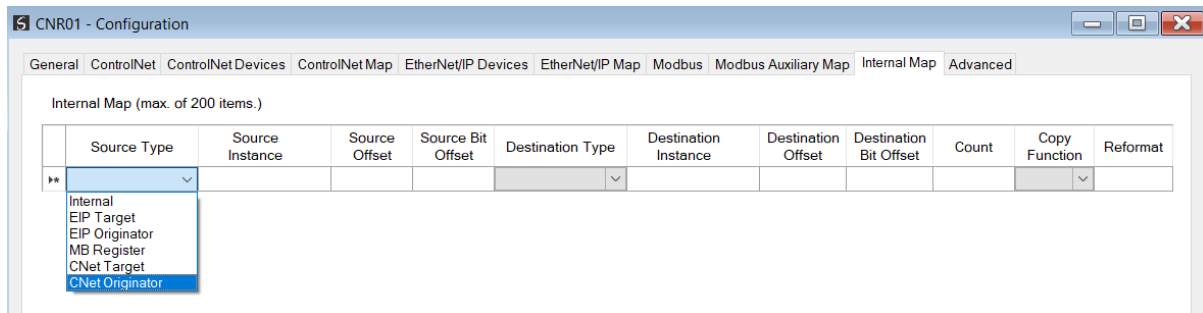 CNR01 - Configuration
General ControlNet ControlNet Devices ControlNet Map EtherNet/IP Devices EtherNet/IP Map Modbus Modbus Auxiliary Map Internal Map Advanced
Internal Map (max. of 200 items.)
Source Type Source Instance Source Offset Source Bit Offset Destination Type Destination Instance Destination Offset Destination Bit Offset Count Copy Function Reformat
Internal
EIP Target
EIP Originator
MB Register
CNet Target
CNet Originator